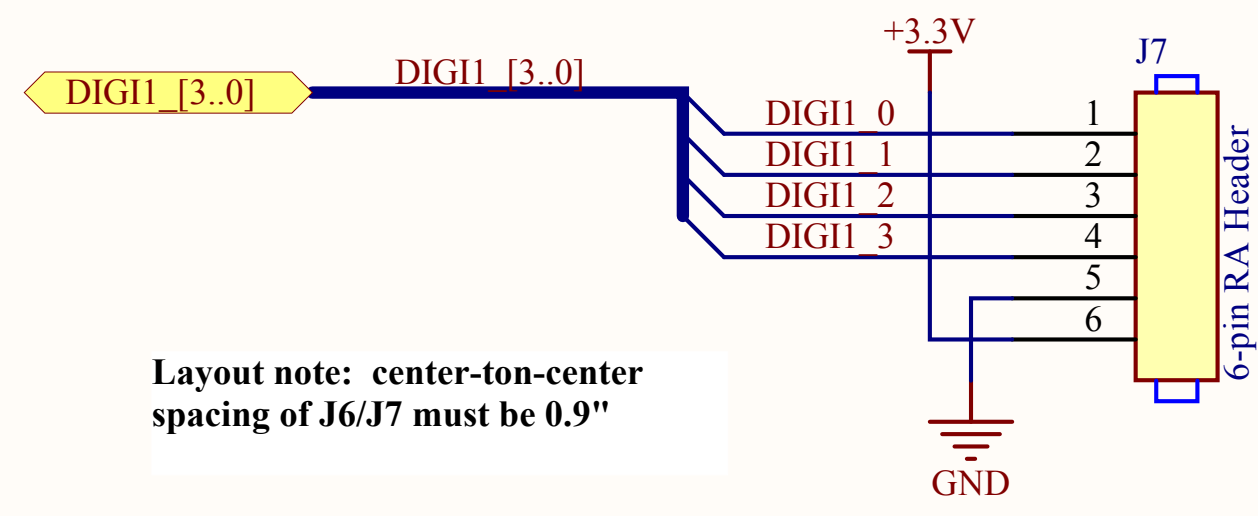 +3.3V
J7
DIGI1_[3..0]
DIGI1_[3..0]
DIGI1_0
1
DIGI1_1
2
DIGI1_2
3
DIGI1_3
4
5
6
6-pin RA Header
Layout note:  center-ton-center
spacing of J6/J7 must be 0.9"
GND